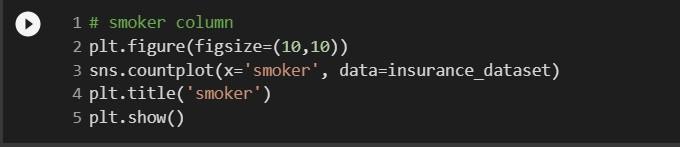 1 # smoker column
2 plt.figure(figsize=(10,10))
3 sns.countplot(x='smoker', data=insurance_dataset)
4 plt.title('smoker')
5 plt.show()